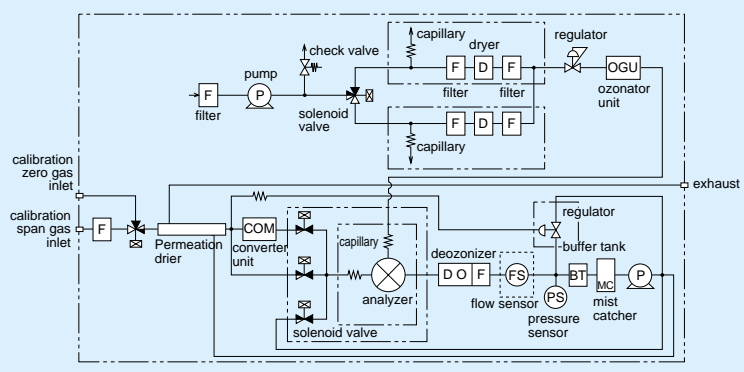 capillary
dryer
regulator
check valve
F
D
F
OGU
pump
filter
filter
ozonator
unit
F
P
filter
solenoid
valve
F
D
F
capillary
calibration
zero gas
inlet
exhaust
calibration
span gas
inlet
F
Permeation
drier
COM
converter
unit
capillary
analyzer
solenoid valve
deozonizer
D O F
FS
flow sensor
regulator
buffer tank
PS
pressure
sensor
BT
MC
mist
catcher
P